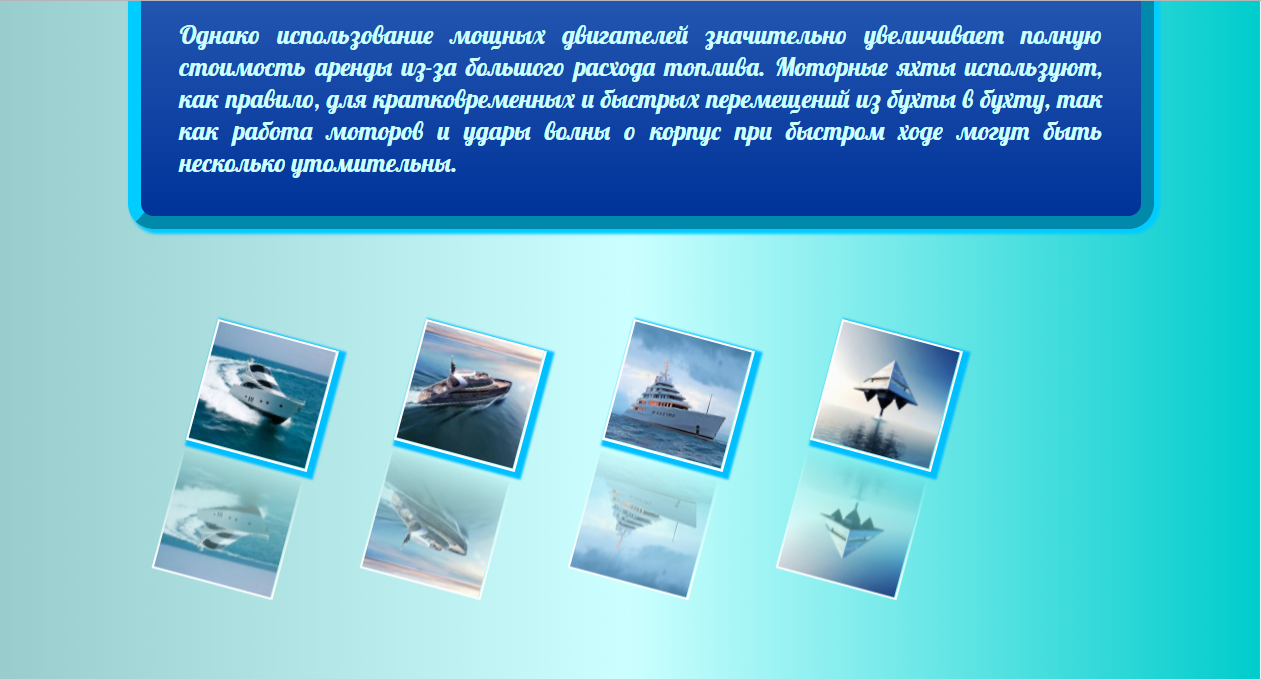 Однако использование мощных двигателей значительно увеличивает полную
стоимость аренды из-за большого расхода топлива. Моторные яхты используют,
как правило, для кратковременных и быстрых перемещений из бухты в бухту, так
как работа моторов и удары волны о корпус при быстром ходе могут быть
несколько утомительны.